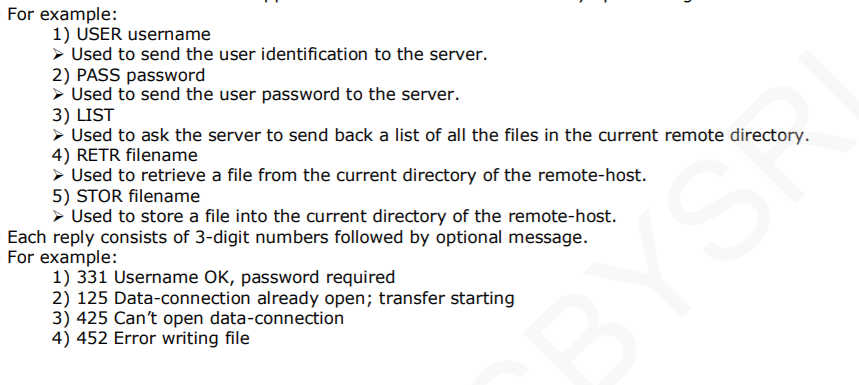 For example:
1) USER username
➢ Used to send the user identification to the server.
2) PASS password
➢ Used to send the user password to the server.
3) LIST
➢ Used to ask the server to send back a list of all the files in the current remote directory.
4) RETR filename
➢ Used to retrieve a file from the current directory of the remote-host.
5) STOR filename
➢ Used to store a file into the current directory of the remote-host.
Each reply consists of 3-digit numbers followed by optional message.
For example:
1) 331 Username OK, password required
2) 125 Data-connection already open; transfer starting
3) 425 Can’t open data-connection
4) 452 Error writing file
SBYSRI